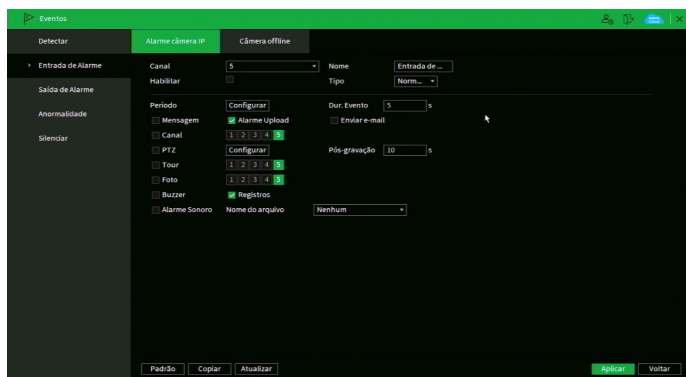 Eventos
Detectar
Alarme câmera IP
Câmera offline
Entrada de Alarme
Canal
5
Nome
Entrada de ...
Habilitar
Tipo
Norm...
Saída de Alarme
Período
Configurar
Dur. Evento
5
s
Anormalidade
Mensagem
Alarme Upload
Enviar e-mail
Silenciar
Canal
1 2 3 4 5
PTZ
Configurar
Pós-gravação
10
s
Tour
1 2 3 4 5
Foto
1 2 3 4 5
Buzzer
Registros
Alarme Sonoro
Nome do arquivo
Nenhum
Padrão
Copiar
Atualizar
Aplicar
Voltar